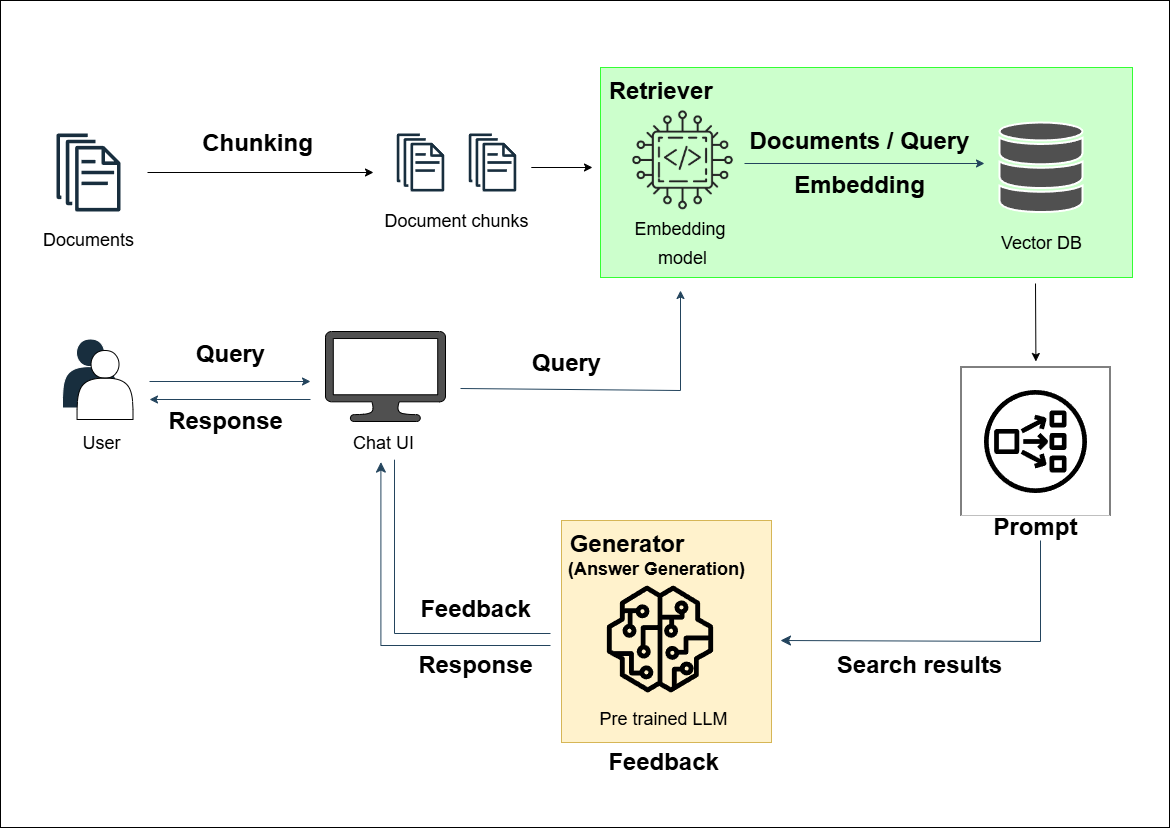 Retriever
Chunking
Documents / Query
Embedding
Documents
Document chunks
Embedding
model
Vector DB
Query
Response
User
Chat UI
Query
Prompt
Generator
(Answer Generation)
Feedback
Response
Search results
Pre trained LLM
Feedback